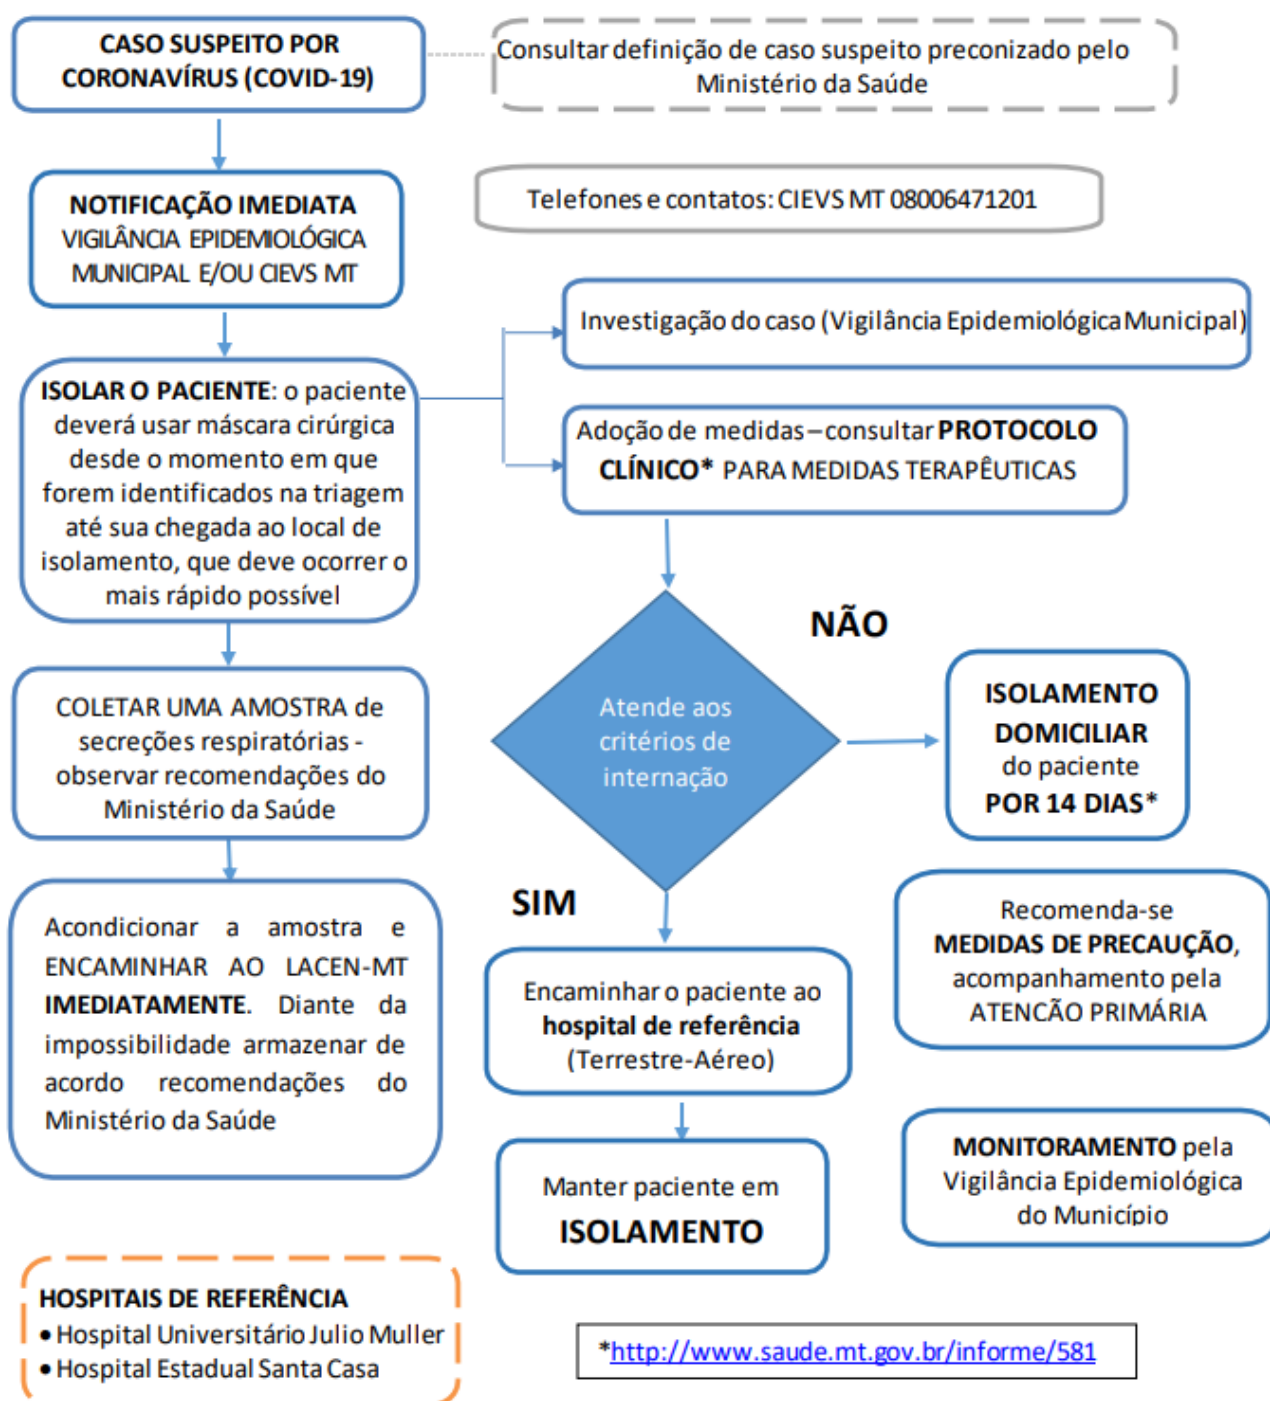 CASO SUSPEITO POR
CORONAVÍRUS (COVID-19)
Consultar definição de caso suspeito preconizado pelo
Ministério da Saúde
NOTIFICAÇÃO IMEDIATA
VIGILÂNCIA EPIDEMIOLÓGICA
MUNICIPAL E/OU CIEVS MT
Telefones e contatos: CIEVS MT 08006471201
ISOLAR O PACIENTE: o paciente
deverá usar máscara cirúrgica
desde o momento em que
forem identificados na triagem
até sua chegada ao local de
isolamento, que deve ocorrer o
mais rápido possível
Investigação do caso (Vigilância Epidemiológica Municipal)
Adoção de medidas – consultar PROTOCOLO
CLÍNICO* PARA MEDIDAS TERAPÊUTICAS
COLETAR UMA AMOSTRA de
secreções respiratórias -
observar recomendações do
Ministério da Saúde
Acondicionar a amostra e
ENCAMINHAR AO LACEN-MT
IMEDIATAMENTE. Diante da
impossibilidade armazenar de
acordo recomendações do
Ministério da Saúde
Atende aos
critérios de
internação
NÃO
ISOLAMENTO
DOMICILIAR
do paciente
POR 14 DIAS*
Recomenda-se
MEDIDAS DE PRECAUÇÃO,
acompanhamento pela
ATENCÃO PRIMÁRIA
MONITORAMENTO pela
Vigilância Epidemiológica
do Município
SIM
Encaminhar o paciente ao
hospital de referência
(Terrestre-Aéreo)
Manter paciente em
ISOLAMENTO
HOSPITAIS DE REFERÊNCIA
• Hospital Universitário Julio Muller
• Hospital Estadual Santa Casa
*http://www.saude.mt.gov.br/informe/581